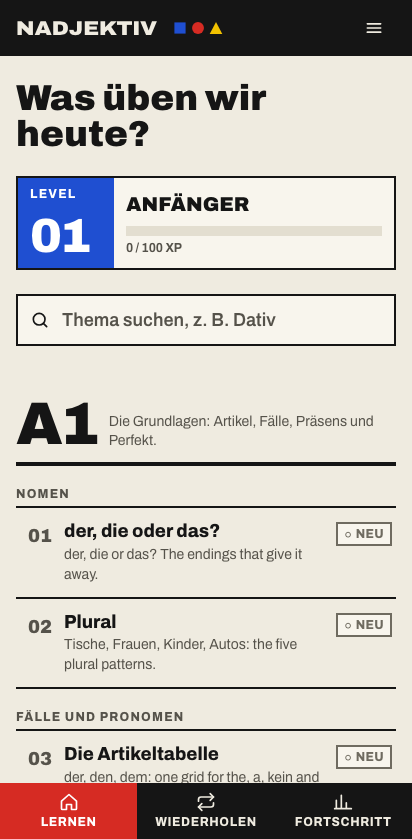 NADJEKTIV
Was üben wir
heute?
LEVEL
01
ANFÄNGER
0 / 100 XP
Thema suchen, z. B. Dativ
A1
Die Grundlagen: Artikel, Fälle, Präsens und
Perfekt.
NOMEN
01
der, die oder das?
der, die or das? The endings that give it
away.
NEU
02
Plural
Tische, Frauen, Kinder, Autos: the five
plural patterns.
NEU
FÄLLE UND PRONOMEN
03
Die Artikeltabelle
der, den, dem: one grid for the, a, kein and
NEU
LERNEN
WIEDERHOLEN
FORTSCHRITT